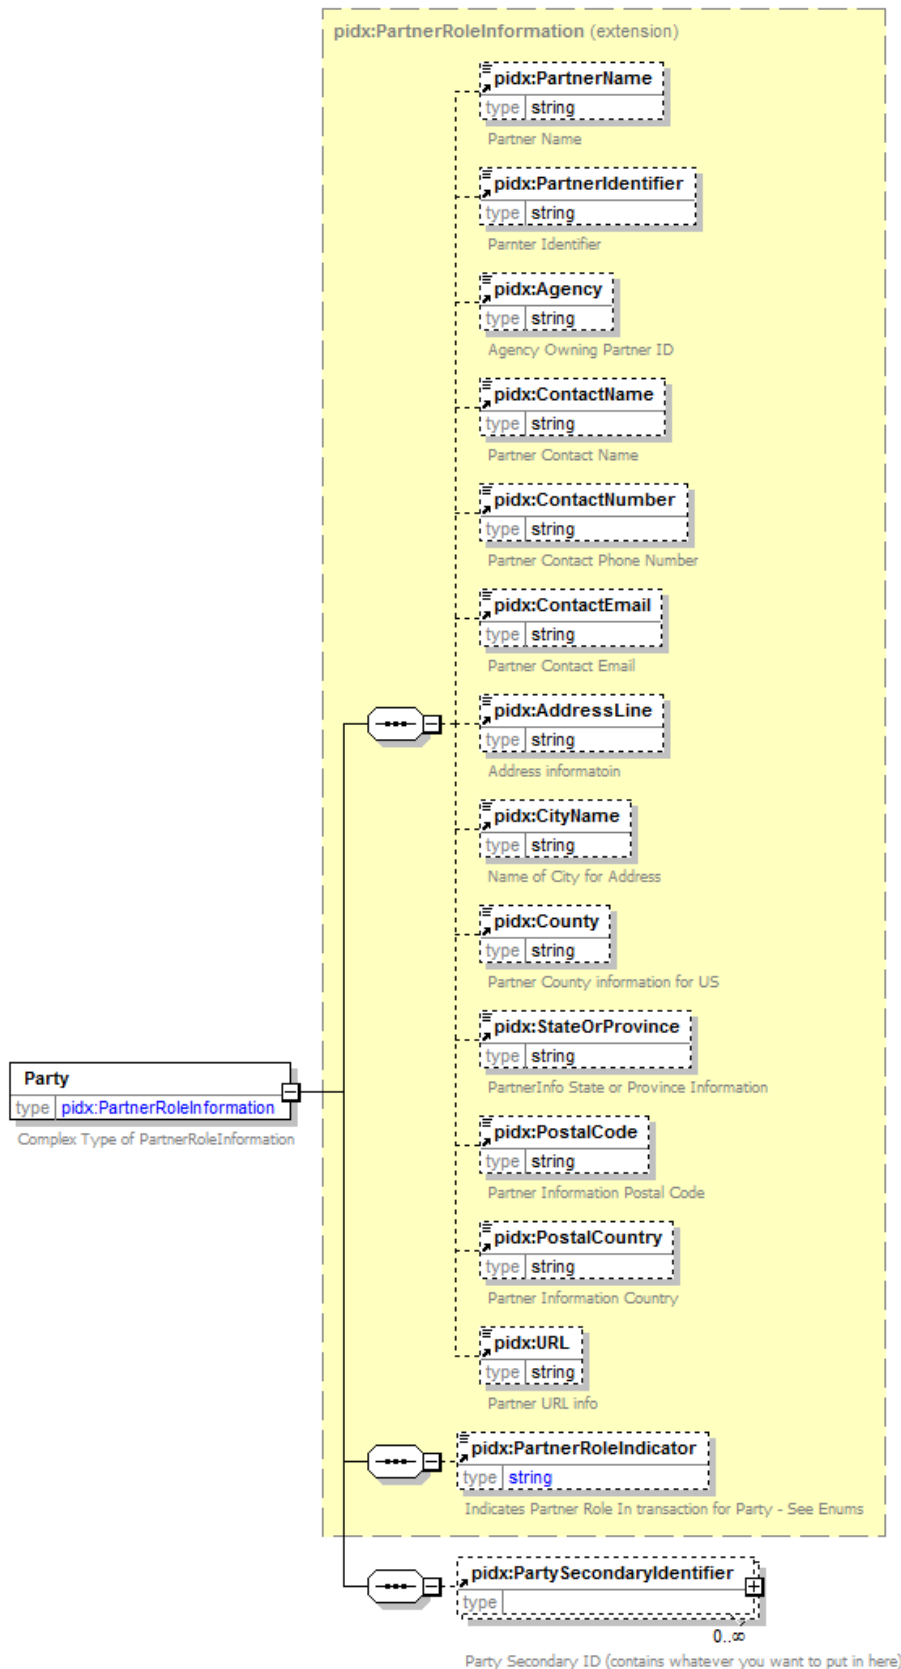 pidx:PartnerRoleInformation (extension)
pidx:PartnerName
type string
Partner Name
pidx:PartnerIdentifier
type string
Parnter Identifier
pidx:Agency
type string
Agency Owning Partner ID
pidx:ContactName
type string
Partner Contact Name
pidx:ContactNumber
type string
Partner Contact Phone Number
pidx:ContactEmail
type string
Partner Contact Email
pidx:AddressLine
type string
Address informatoin
pidx:CityName
type string
Name of City for Address
pidx:County
type string
Partner County information for US
pidx:StateOrProvince
type string
PartnerInfo State or Province Information
Party
type pidx:PartnerRoleInformation
Complex Type of PartnerRoleInformation
pidx:PostalCode
type string
Partner Information Postal Code
pidx:PostalCountry
type string
Partner Information Country
pidx:URL
type string
Partner URL info
pidx:PartnerRoleIndicator
type string
Indicates Partner Role In transaction for Party - See Enums
pidx:PartySecondaryIdentifier
type
0..∞
Party Secondary ID (contains whatever you want to put in here)